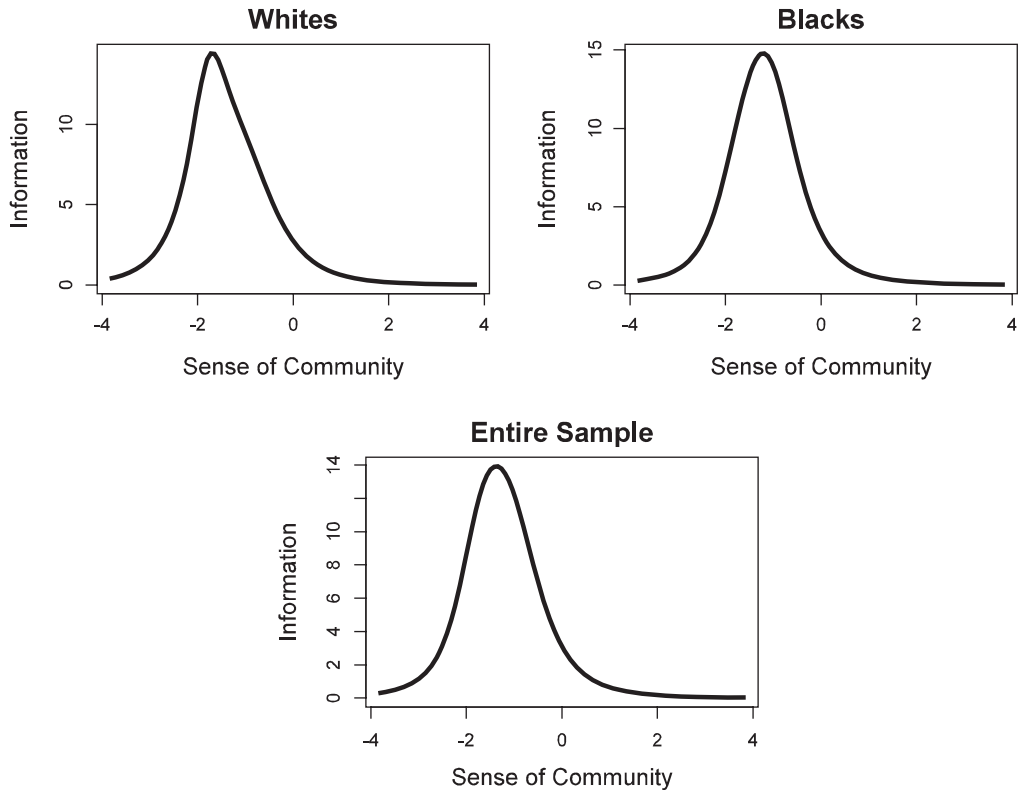 Whites
Information
0
5
10
-4 -2 0 2 4
Sense of Community
Blacks
Information
0
5
10
15
-4 -2 0 2 4
Sense of Community
Entire Sample
Information
0
2
4
6
8
10
14
-4 -2 0 2 4
Sense of Community